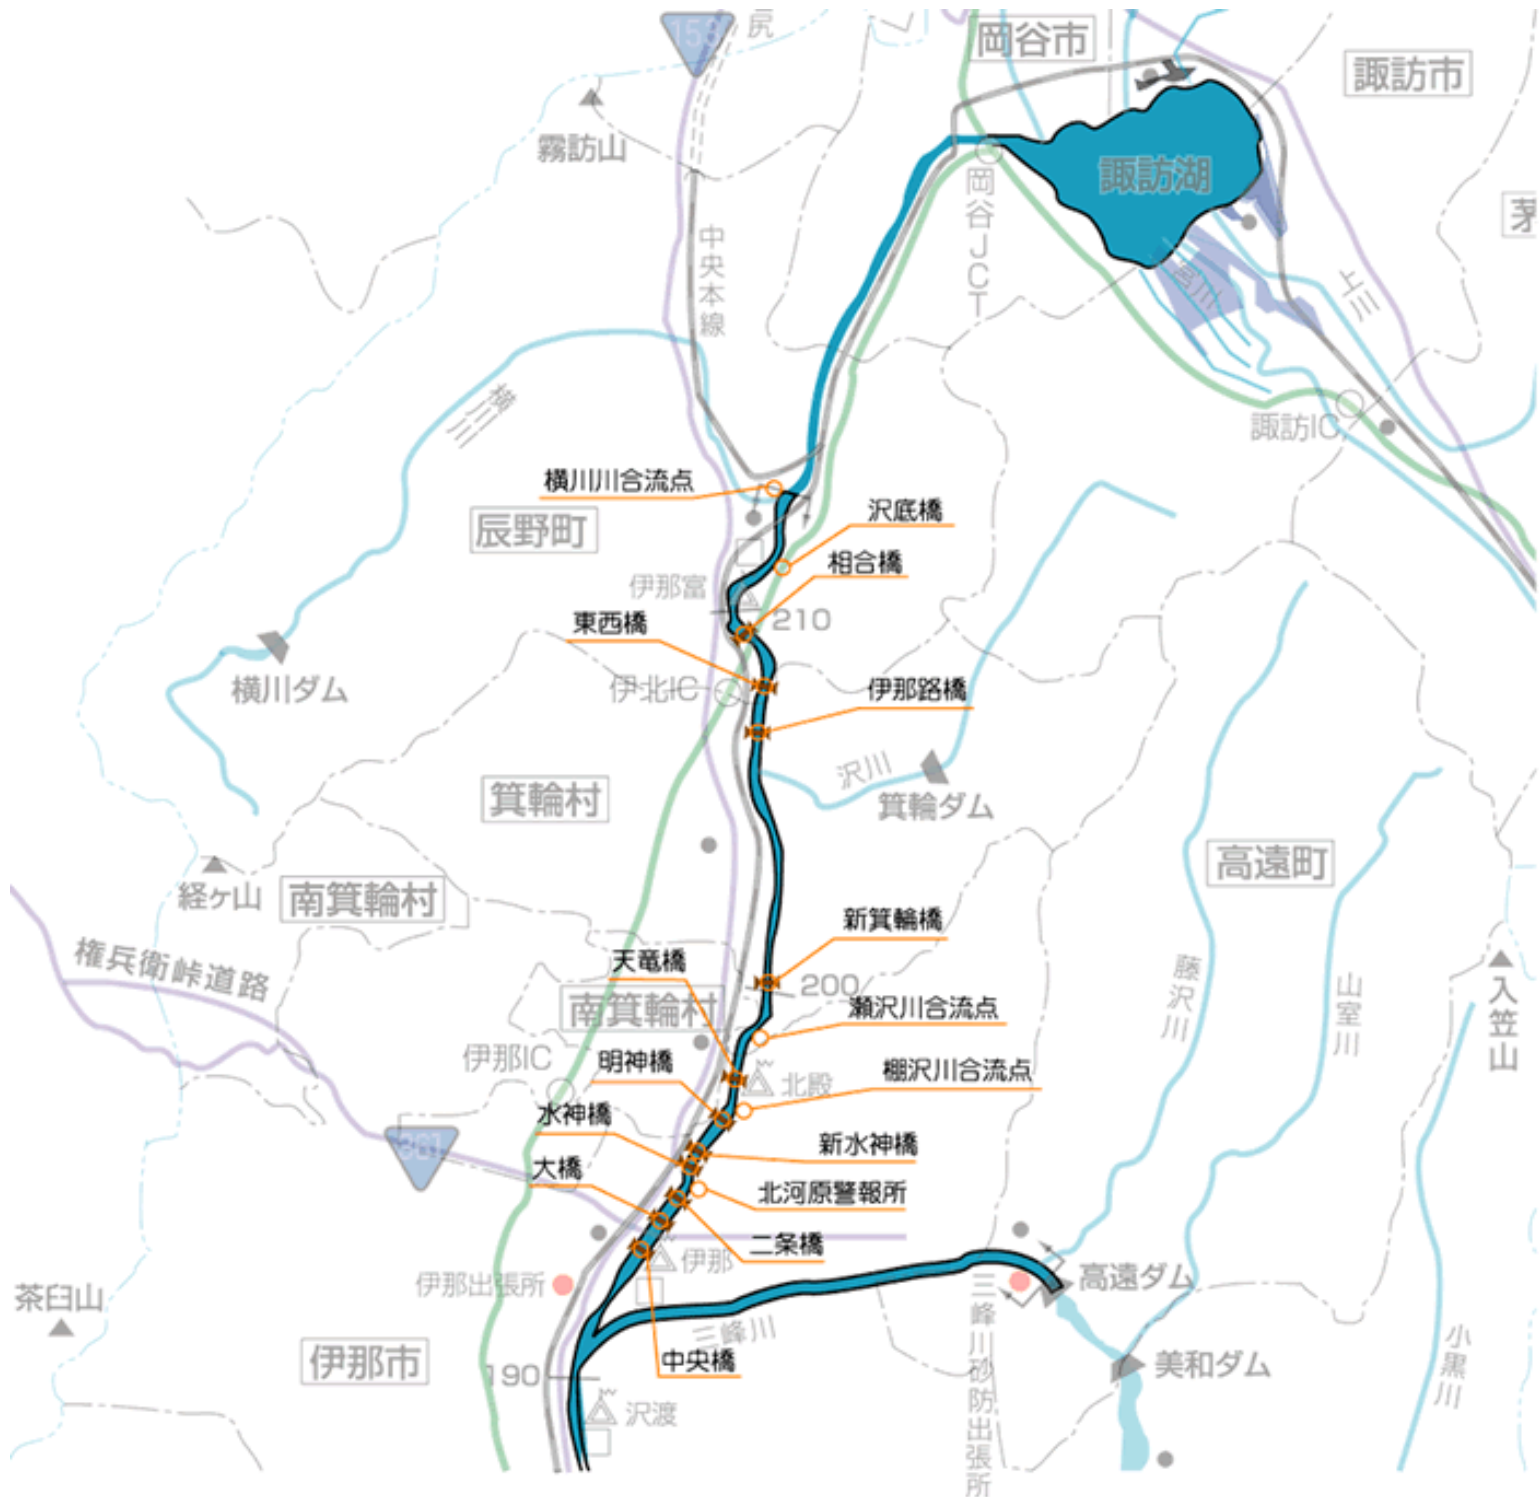 153
尻
岡谷市
諏訪市
霧訪山
諏訪湖
岡谷JCT
中央本線
宮川
上川
横川
諏訪IC
横川川合流点
沢底橋
辰野町
相合橋
伊那富
210
東西橋
横川ダム
伊北IC
伊那路橋
沢川
箕輪村
箕輪ダム
高遠町
経ヶ山
南箕輪村
新箕輪橋
権兵衛峠道路
天竜橋
200
藤沢川
山室川
入笠山
南箕輪村
瀬沢川合流点
伊那IC
明神橋
北殿
棚沢川合流点
水神橋
新水神橋
361
大橋
北河原警報所
二条橋
伊那
伊那出張所
高遠ダム
茶臼山
三峰川
三峰川砂防出張所
伊那市
中央橋
美和ダム
小黒川
190
沢渡